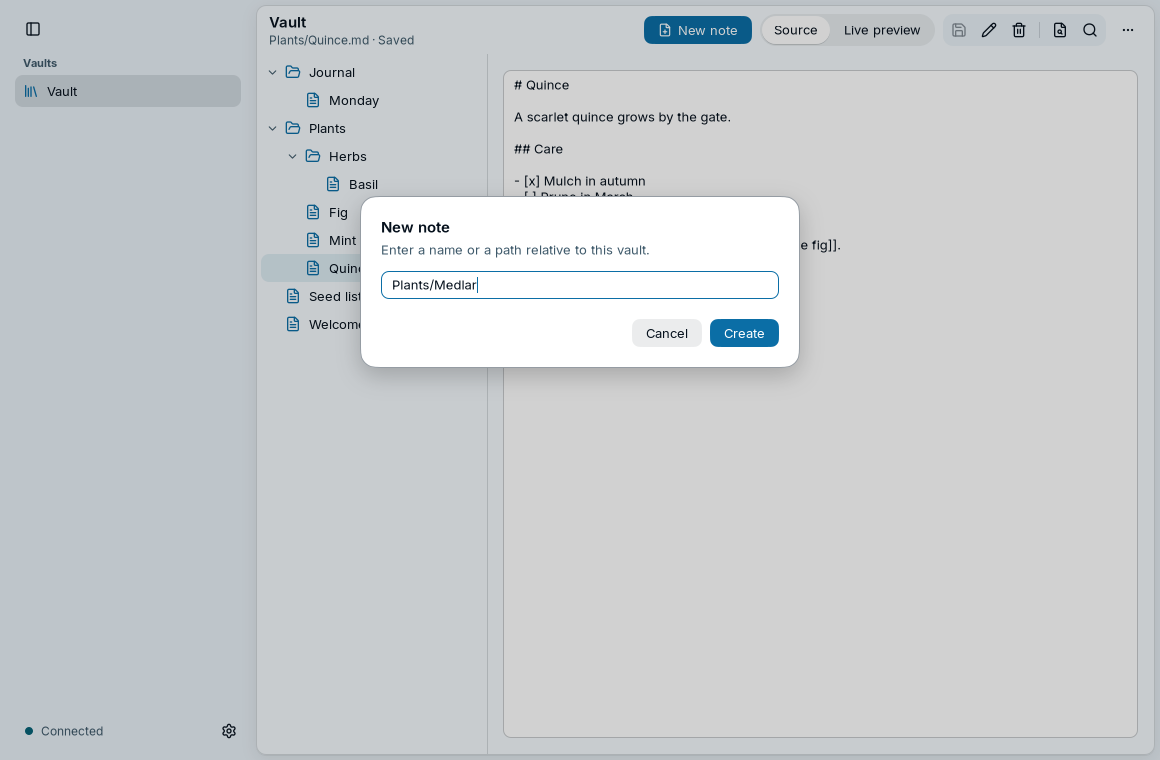 Vaults
Vault
Connected
Vault
Plants/Quince.md · Saved
New note
Source
Live preview
Journal
Monday
Plants
Herbs
Basil
Fig
Mint
Seed list
Welcome
# Quince
A scarlet quince grows by the gate.
## Care
- [x] Mulch in autumn
fig]].
New note
Enter a name or a path relative to this vault.
Plants/Medlar
Cancel
Create